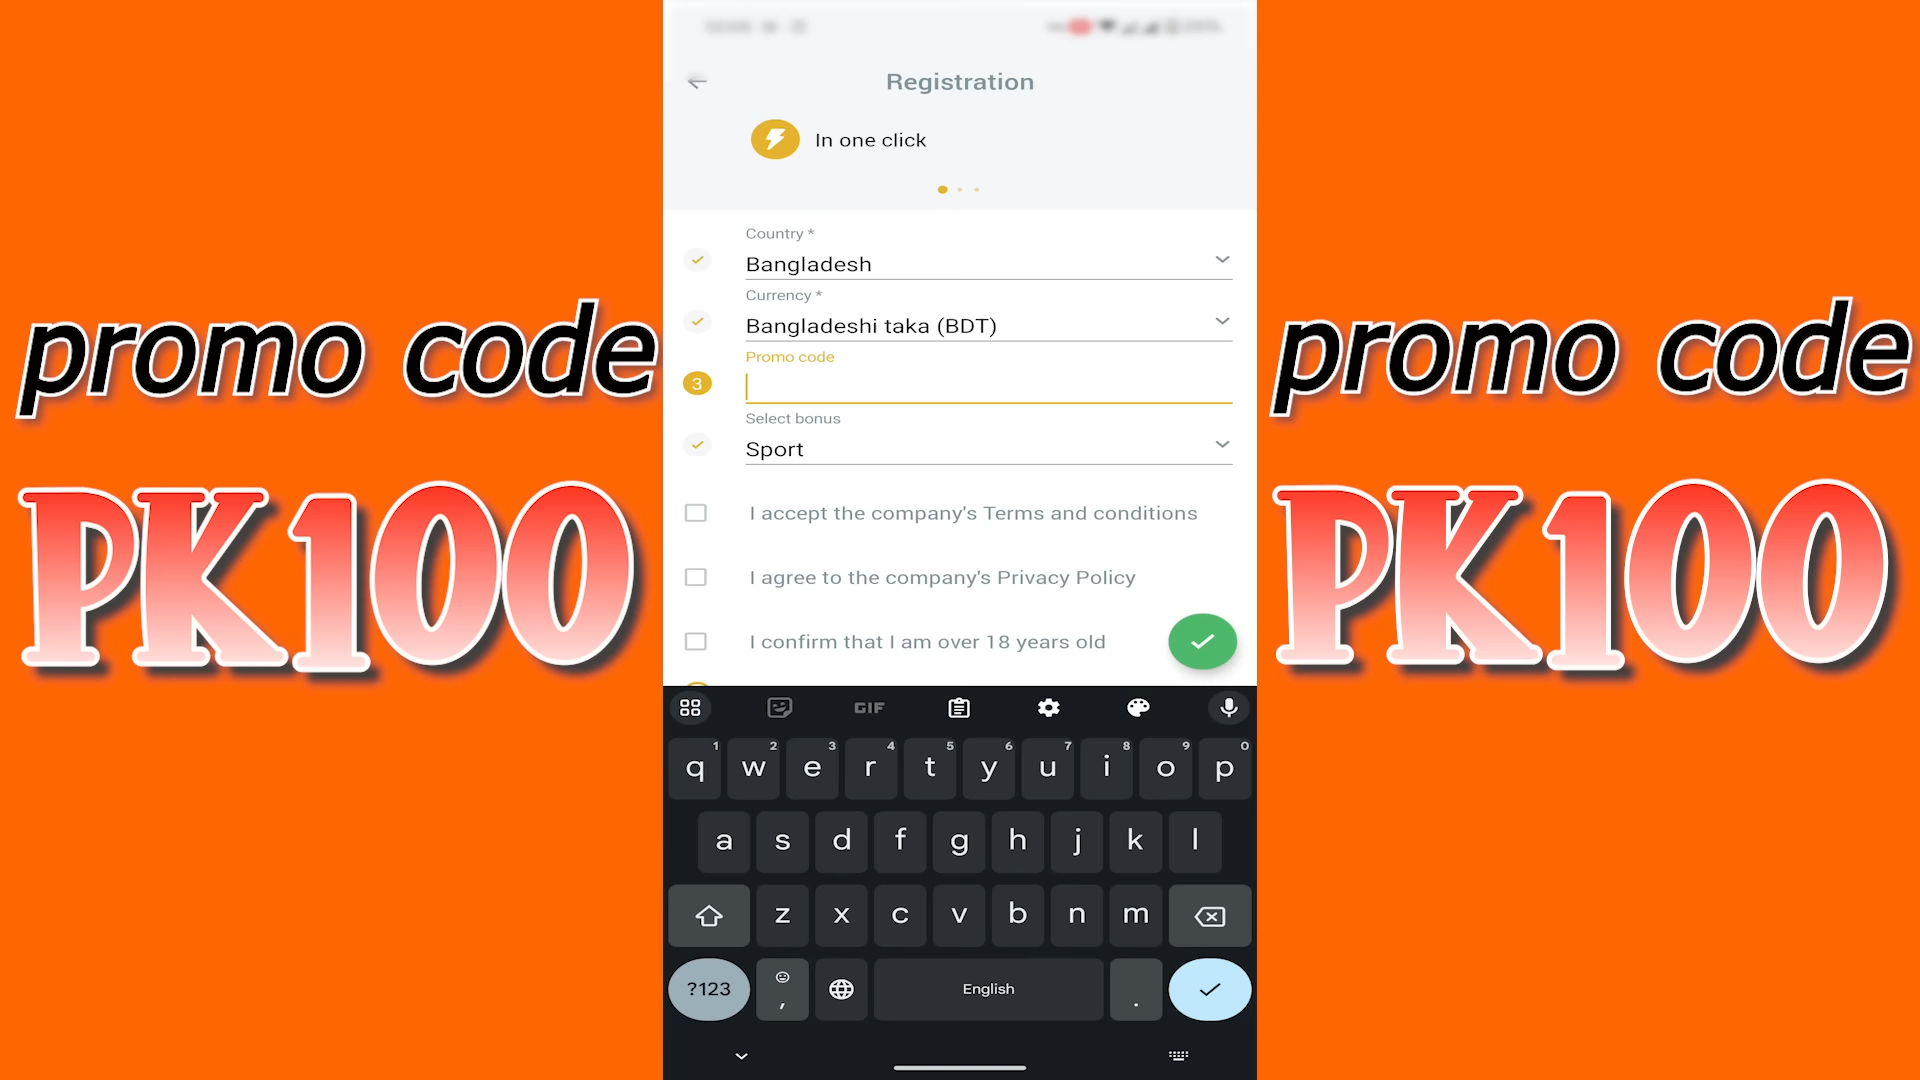 Registration
In one click
Country *
Bangladesh
Currency *
Bangladeshi taka (BDT)
Promo code
3
Select bonus
Sport
I accept the company's Terms and conditions
I agree to the company's Privacy Policy
I confirm that I am over 18 years old
promo code
PK100
promo code
PK100
GIF
1 2 3 4 5 6 7 8 9 0
q w e r t y u i o p
a s d f g h j k l
z x c v b n m
?123 , English .